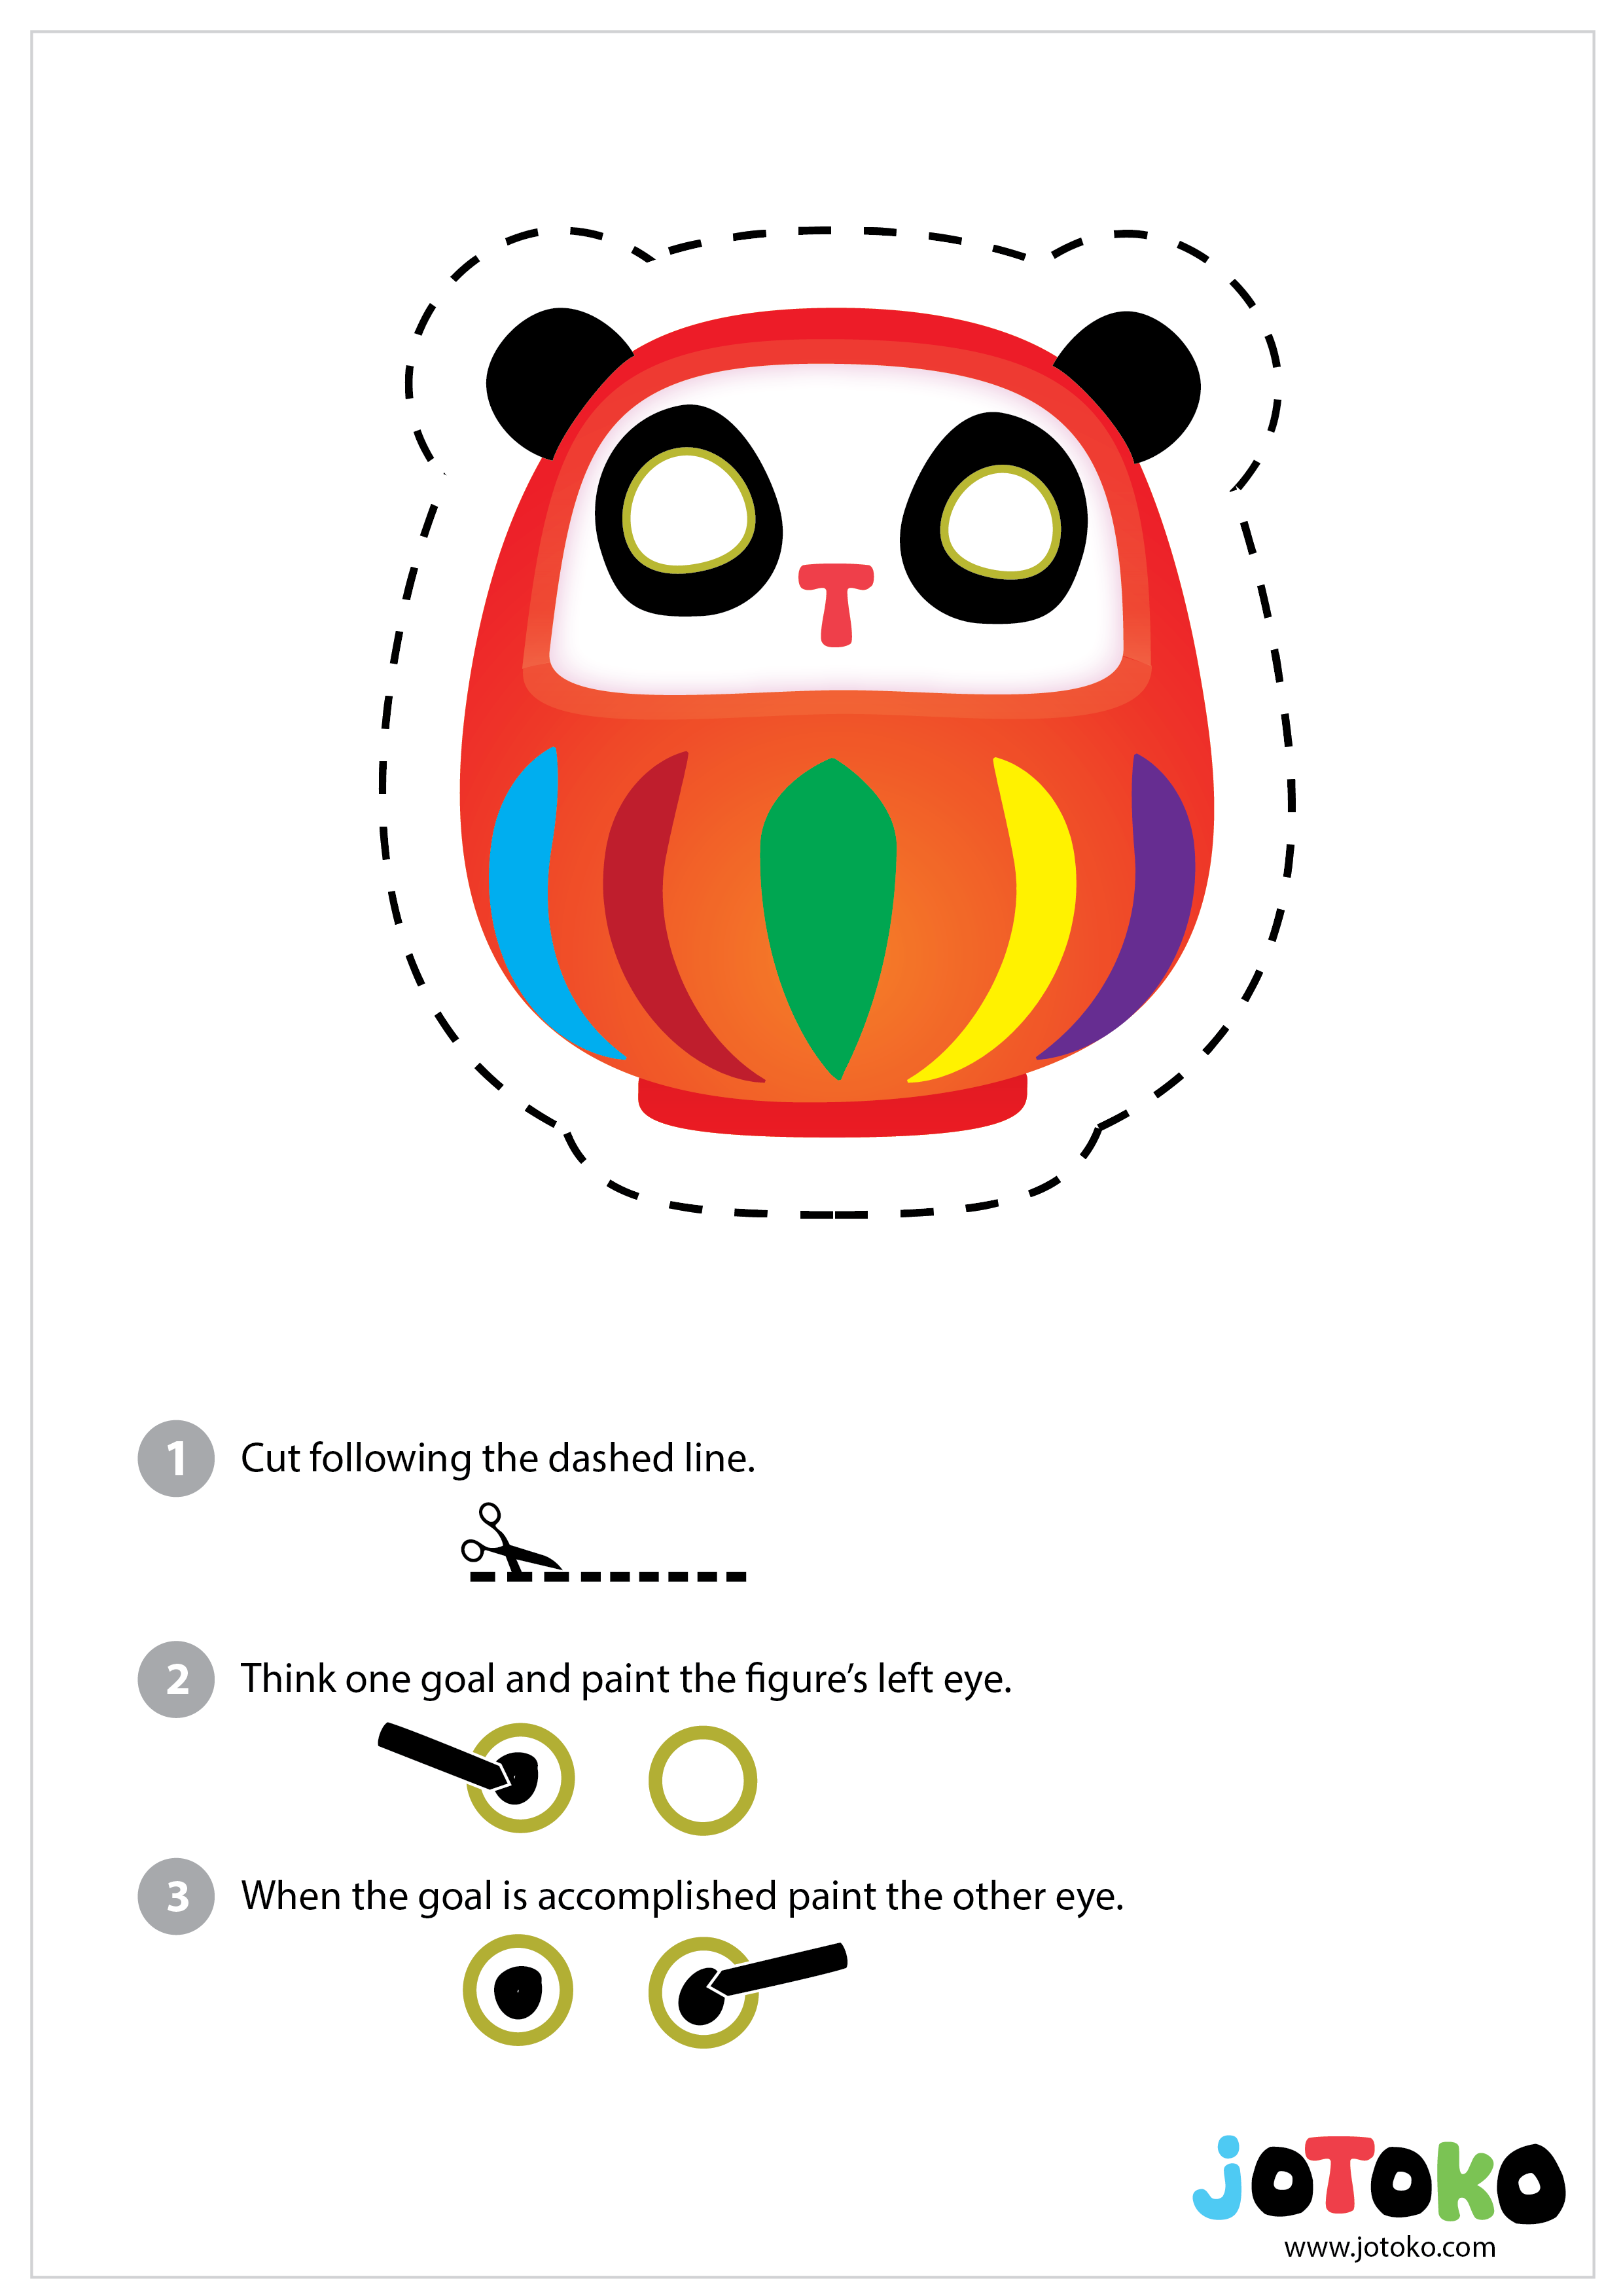 T
1 Cut following the dashed line.
2 Think one goal and paint the figure’s left eye.
3 When the goal is accomplished paint the other eye.
joToko
www.jotoko.com